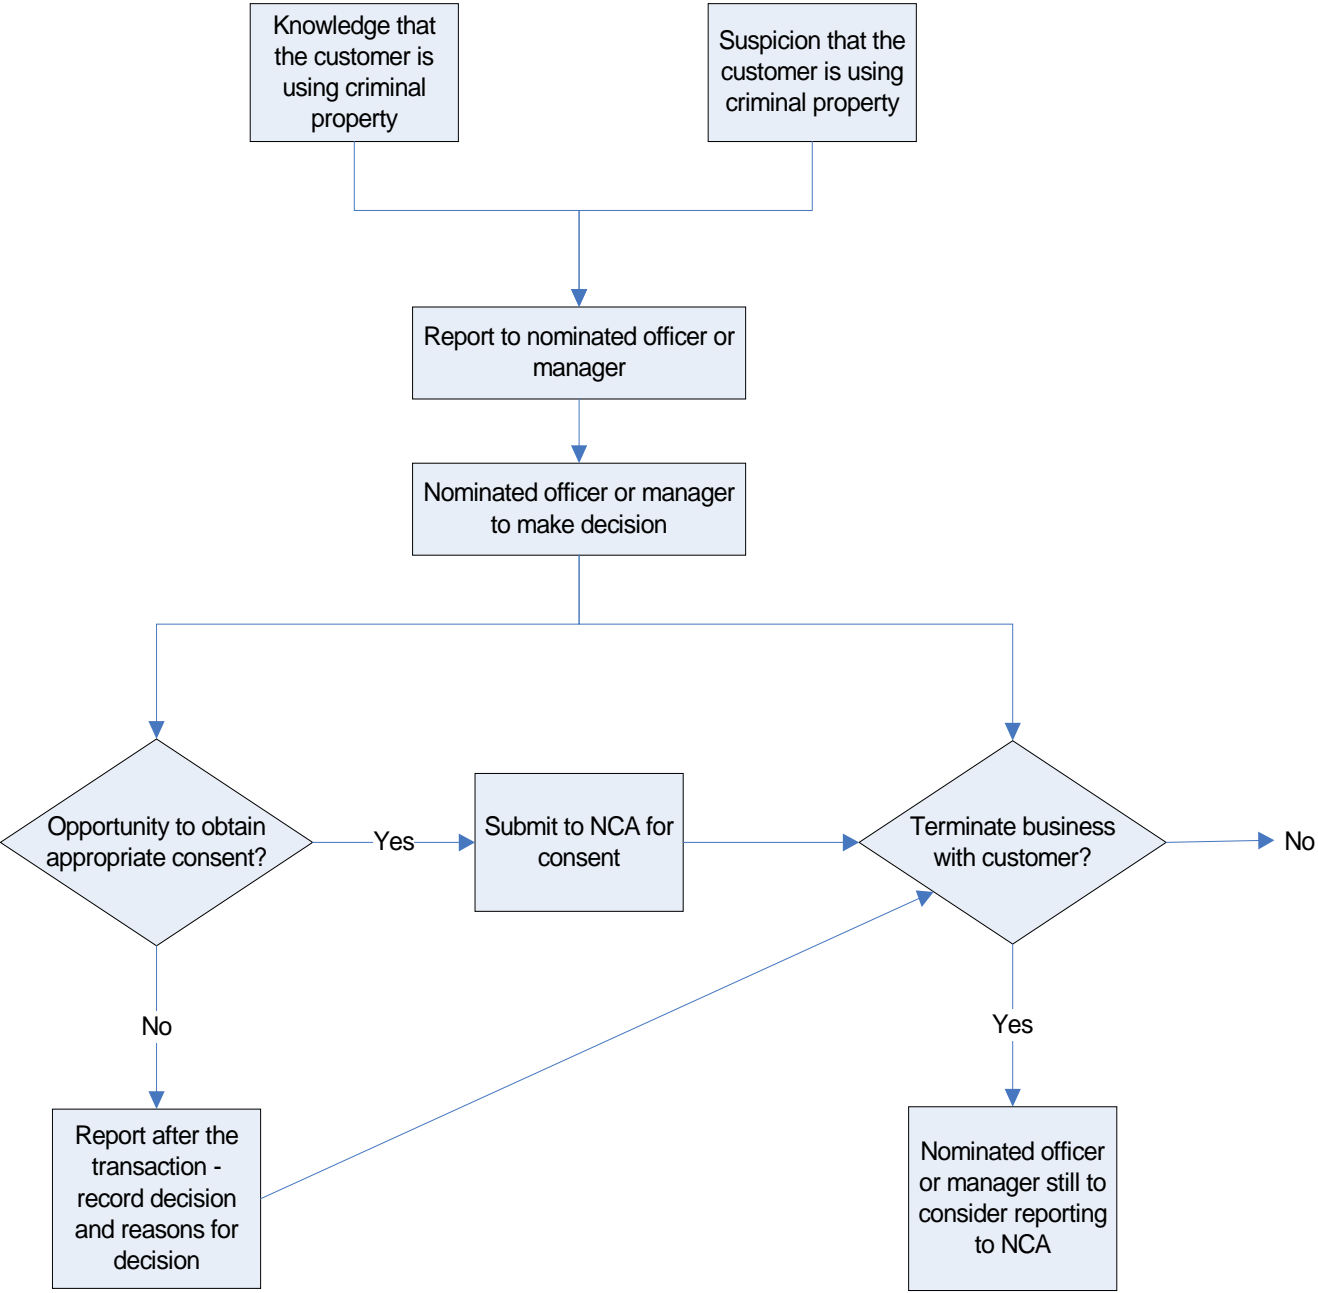 Knowledge that
the customer is
using criminal
property
Suspicion that the
customer is using
criminal property
Report to nominated officer or
manager
Nominated officer or manager
to make decision
Opportunity to obtain
appropriate consent?
Yes
Submit to NCA for
consent
Terminate business
with customer?
No
No
Yes
Report after the
transaction -
record decision
and reasons for
decision
Nominated officer
or manager still to
consider reporting
to NCA